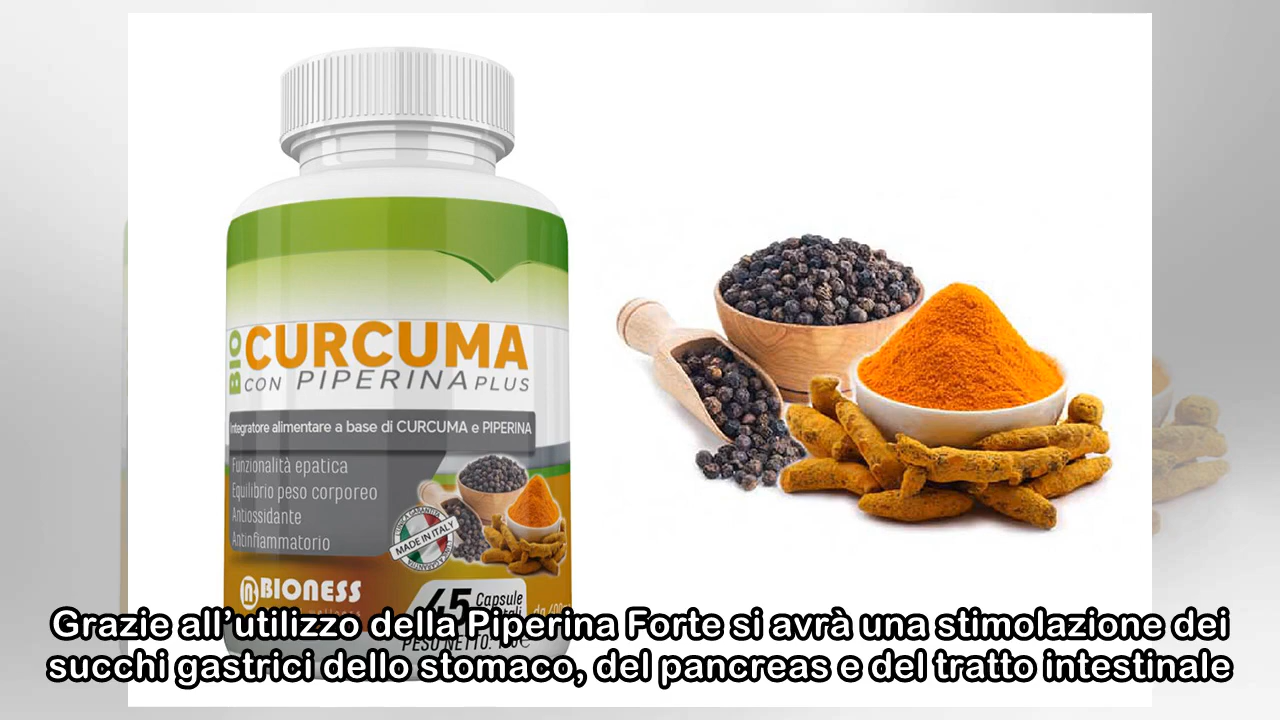 BIO
CURCUMA
CON PIPERINA PLUS
Integratore alimentare a base di CURCUMA e PIPERINA
Funzionalità epatica
Equilibrio peso corporeo
Antiossidante
Antinfiammatorio
MADE IN ITALY
BIONESS
45 Capsule
PESO NETTO:
Grazie all'utilizzo della Piperina Forte si avrà una stimolazione dei
succhi gastrici dello stomaco, del pancreas e del tratto intestinale